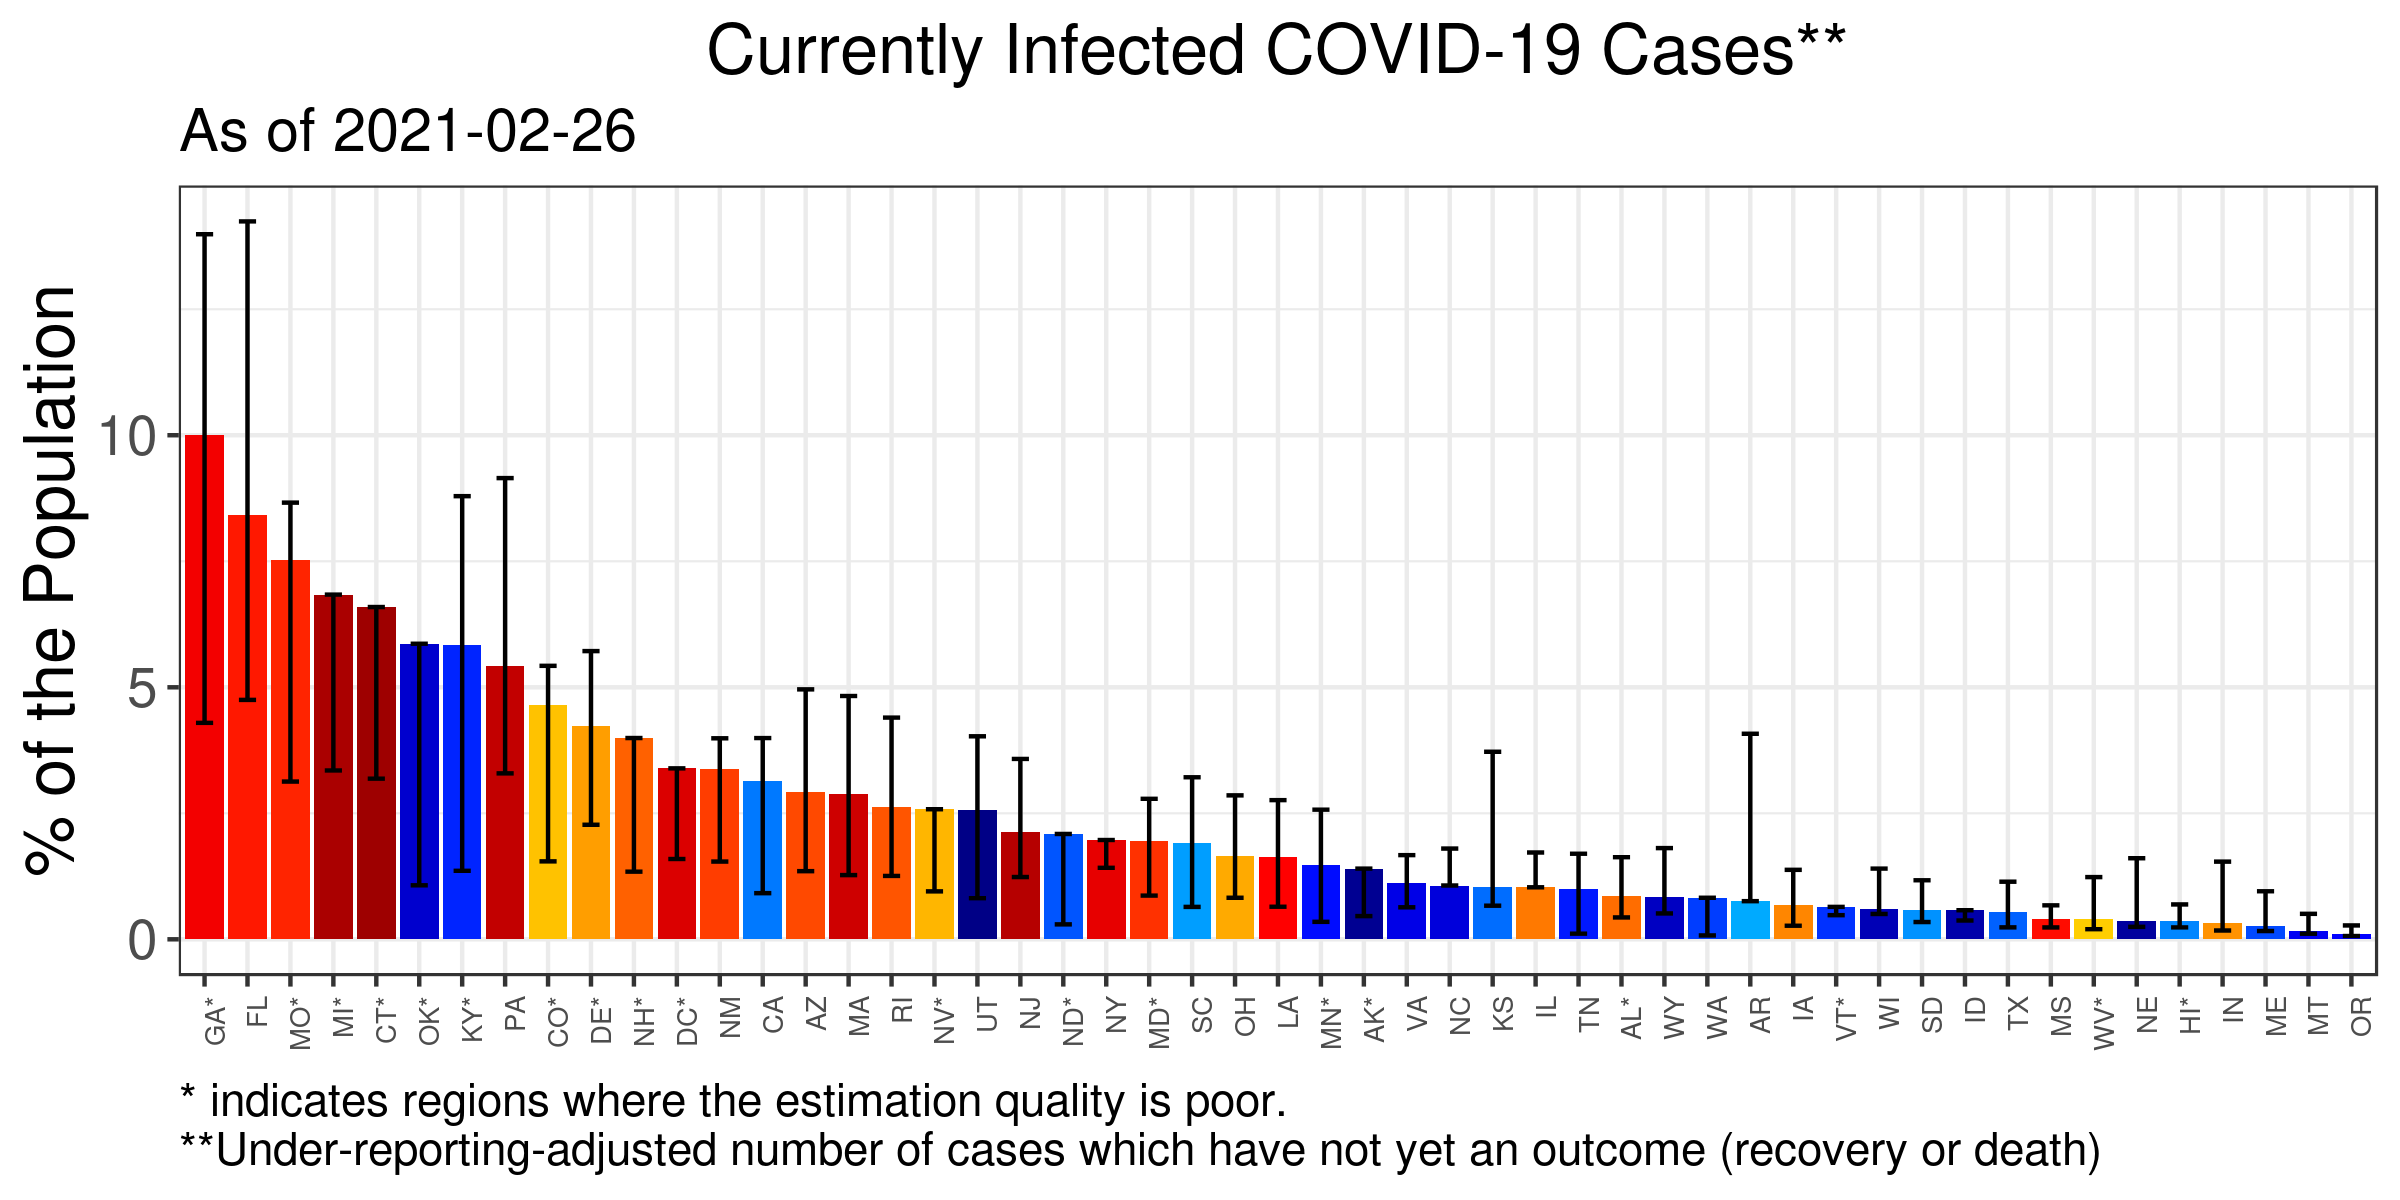 Currently Infected COVID-19 Cases**
As of 2021-02-26
% of the Population
10
5
0
GA* FL MO* MI* CT* OK* KY* PA CO* DE* NH* DC* NM CA AZ MA RI NV* UT NJ ND* NY MD* SC OH LA MN* AK* VA NC KS IL TN AL* WY WA AR IA VT* WI SD ID TX MS WV* NE HI* IN ME MT OR
* indicates regions where the estimation quality is poor.
**Under-reporting-adjusted number of cases which have not yet an outcome (recovery or death)